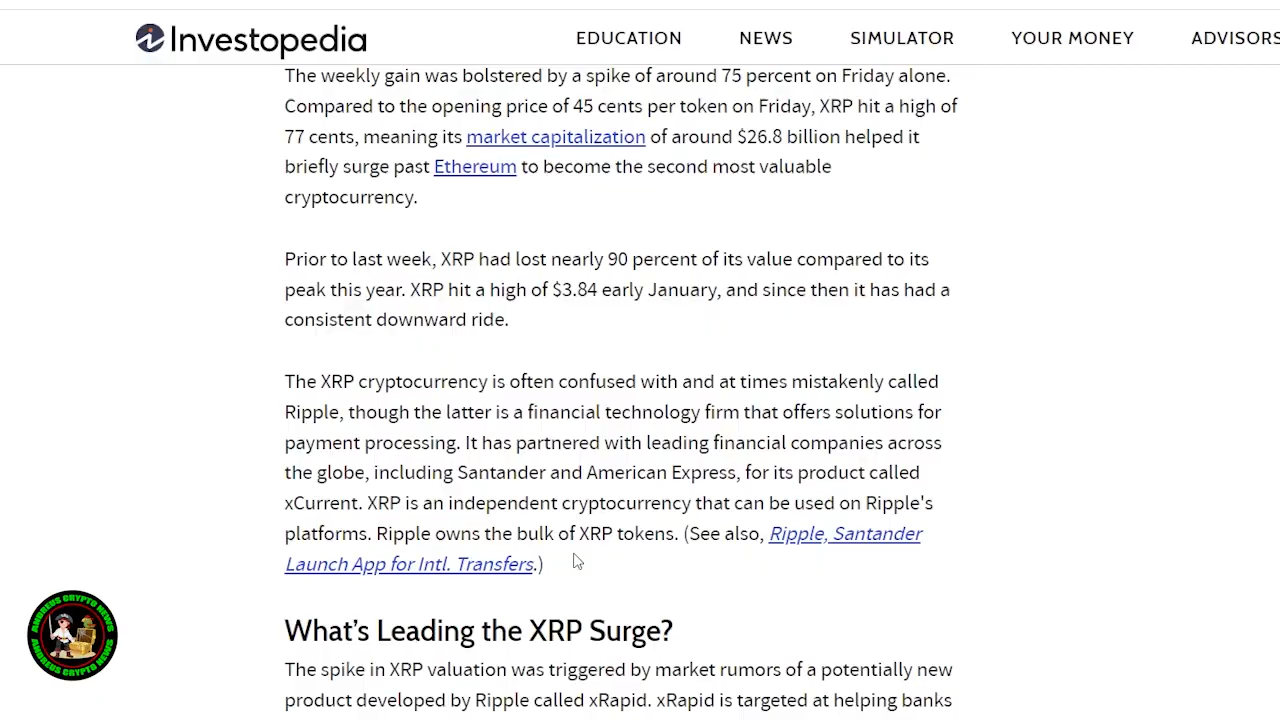 Investopedia
EDUCATION NEWS SIMULATOR YOUR MONEY ADVISORS
The weekly gain was bolstered by a spike of around 75 percent on Friday alone.
Compared to the opening price of 45 cents per token on Friday, XRP hit a high of
77 cents, meaning its market capitalization of around $26.8 billion helped it
briefly surge past Ethereum to become the second most valuable
cryptocurrency.
Prior to last week, XRP had lost nearly 90 percent of its value compared to its
peak this year. XRP hit a high of $3.84 early January, and since then it has had a
consistent downward ride.
The XRP cryptocurrency is often confused with and at times mistakenly called
Ripple, though the latter is a financial technology firm that offers solutions for
payment processing. It has partnered with leading financial companies across
the globe, including Santander and American Express, for its product called
xCurrent. XRP is an independent cryptocurrency that can be used on Ripple's
platforms. Ripple owns the bulk of XRP tokens. (See also, Ripple, Santander
Launch App for Intl. Transfers.)
ANDREUS CRYPTO NEWS
ANDREUS CRYPTO NEWS
What's Leading the XRP Surge?
The spike in XRP valuation was triggered by market rumors of a potentially new
product developed by Ripple called xRapid. xRapid is targeted at helping banks